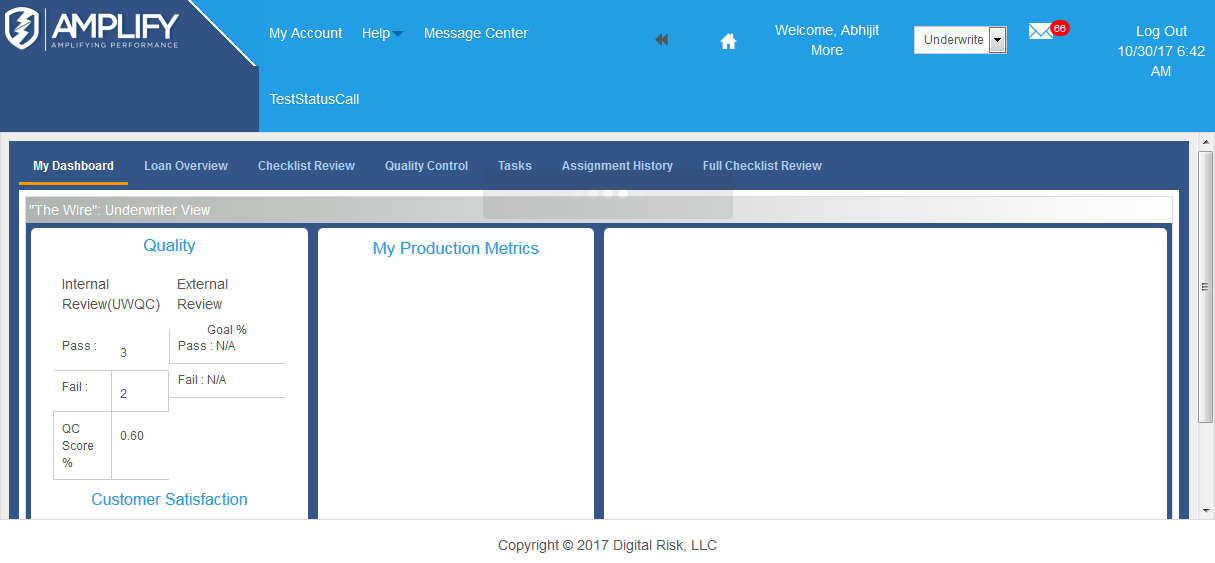 AMPLIFY
AMPLIFYING PERFORMANCE
My Account Help Message Center
Welcome, Abhijit
More
Underwrite
66
Log Out
10/30/17 6:42
AM
TestStatusCall
My Dashboard Loan Overview Checklist Review Quality Control Tasks Assignment History Full Checklist Review
"The Wire": Underwriter View
Quality
Internal
Review(UWQC)
External
Review
Goal %
Pass : 3
Pass : N/A
Fail : 2
Fail : N/A
QC
Score
%
0.60
Customer Satisfaction
My Production Metrics
Copyright © 2017 Digital Risk, LLC